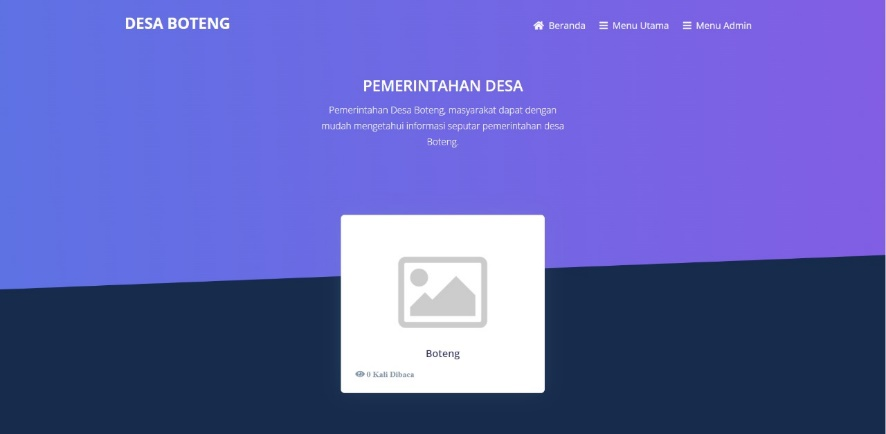 DESA BOTENG
Beranda
Menu Utama
Menu Admin
PEMERINTAHAN DESA
Pemerintahan Desa Boteng, masyarakat dapat dengan
mudah mengetahui informasi seputar pemerintahan desa
Boteng.
Boteng
0 Kali Dibaca